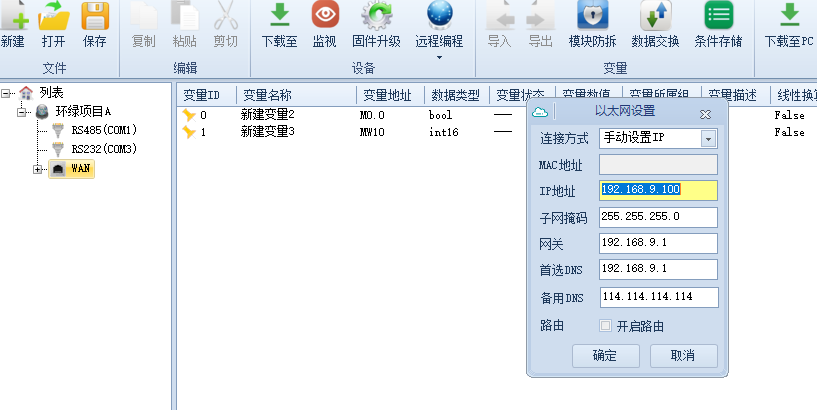 新建 打开 保存 复制 粘贴 剪切 下载至 监视 固件升级 远程编程 导入 导出 模块防拆 数据交换 条件存储 下载至PC
文件 编辑 设备 变量
列表
环绿项目A
RS485(COM1)
RS232(COM3)
WAN
变量ID 变量名称 变量地址 数据类型 变量状态 变量数值 变量所属组 变量描述 线性换算
0 新建变量2 M0.0 bool —— False
1 新建变量3 MW10 int16 —— False
以太网设置
连接方式 手动设置IP
MAC地址
IP地址 192.168.9.100
子网掩码 255.255.255.0
网关 192.168.9.1
首选DNS 192.168.9.1
备用DNS 114.114.114.114
路由 开启路由
确定 取消